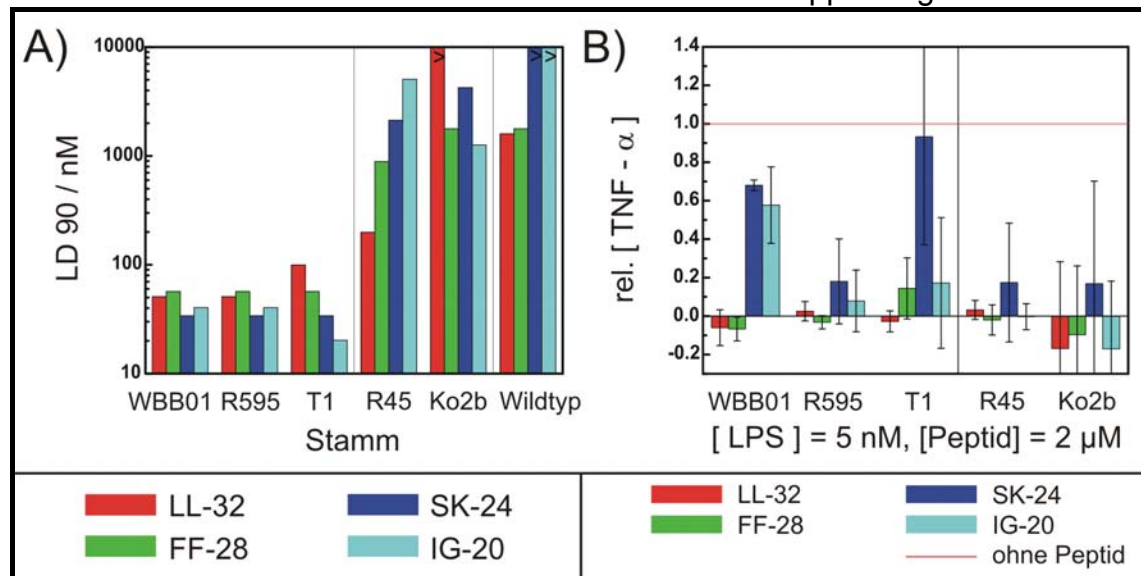 A)
10000
1000
100
10
LD 90 / nM
WBB01 R595 T1 R45 Ko2b Wildtyp
Stamm
> > >
B)
1.4
1.2
1.0
0.8
0.6
0.4
0.2
0.0
-0.2
rel. [ TNF - α ]
WBB01 R595 T1 R45 Ko2b
[ LPS ] = 5 nM, [Peptid] = 2 µM
LL-32 SK-24
FF-28 IG-20
LL-32 SK-24
FF-28 IG-20
ohne Peptid